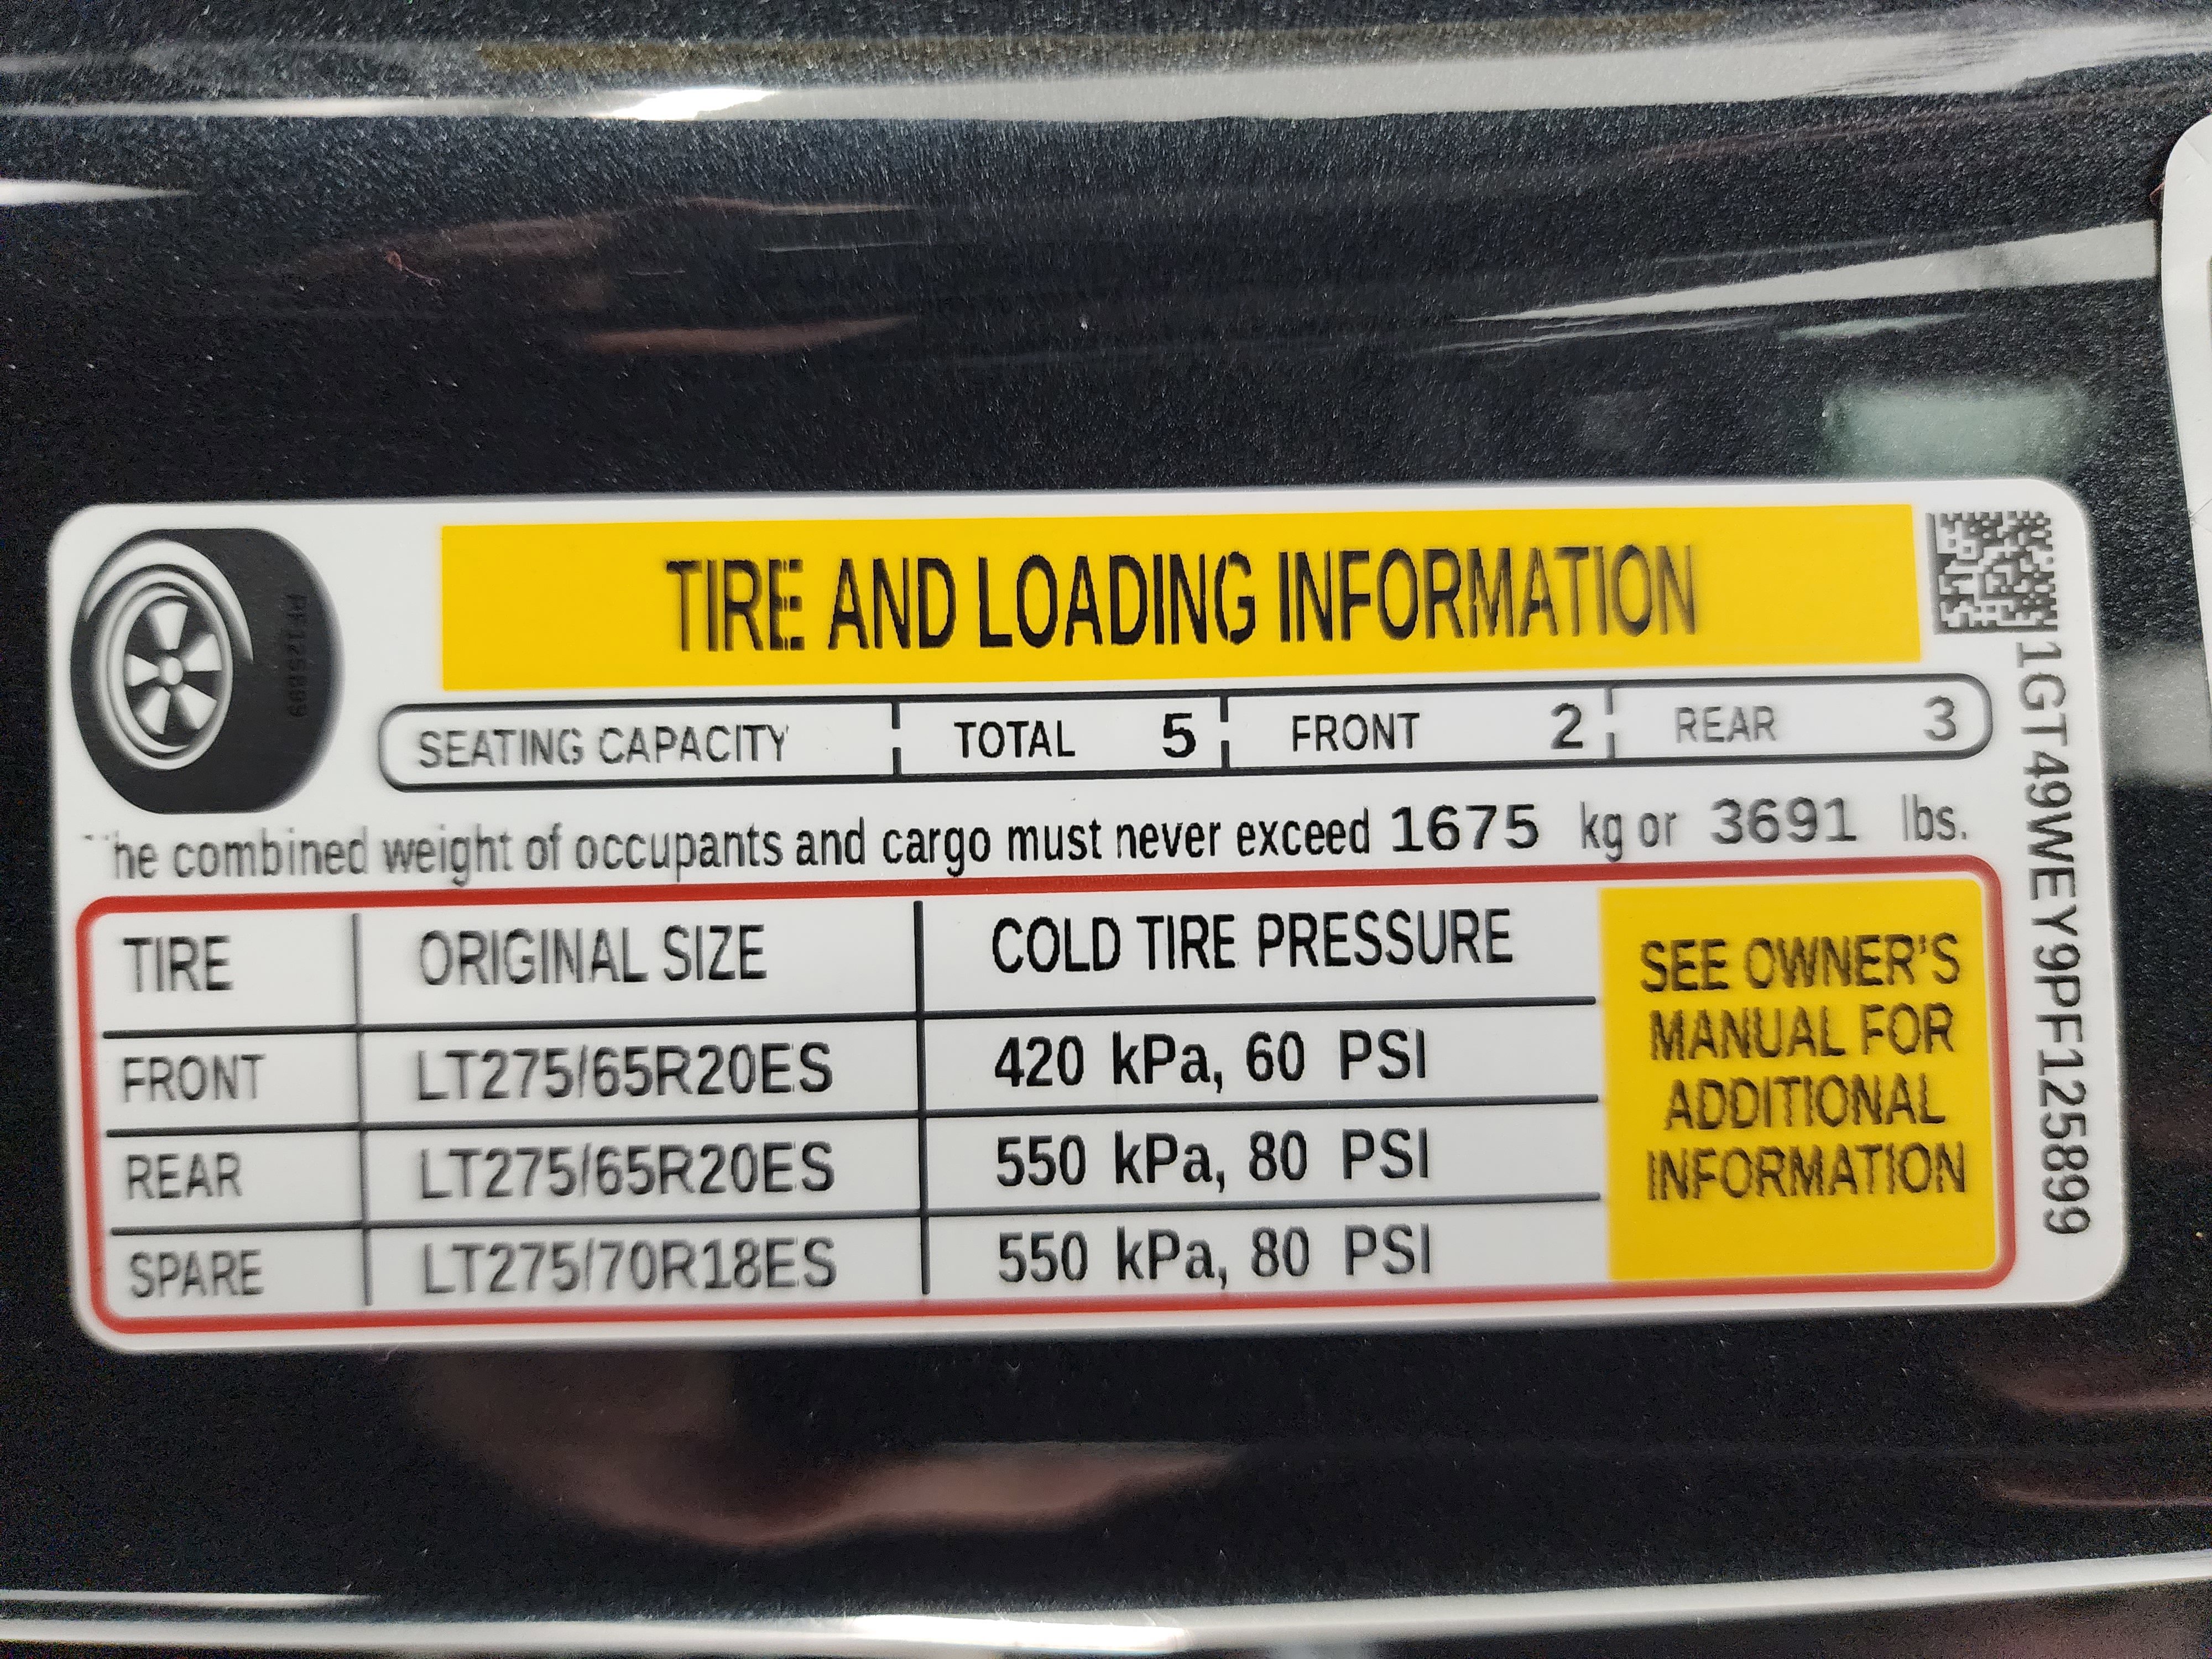 TIRE AND LOADING INFORMATION
SEATING CAPACITY TOTAL 5 FRONT 2 REAR 3
The combined weight of occupants and cargo must never exceed 1675 kg or 3691 lbs.
TIRE ORIGINAL SIZE COLD TIRE PRESSURE
FRONT LT275/65R20ES 420 kPa, 60 PSI
REAR LT275/65R20ES 550 kPa, 80 PSI
SPARE LT275/70R18ES 550 kPa, 80 PSI
SEE OWNER'S
MANUAL FOR
ADDITIONAL
INFORMATION
1GT49WEY9PF125899
PF125899